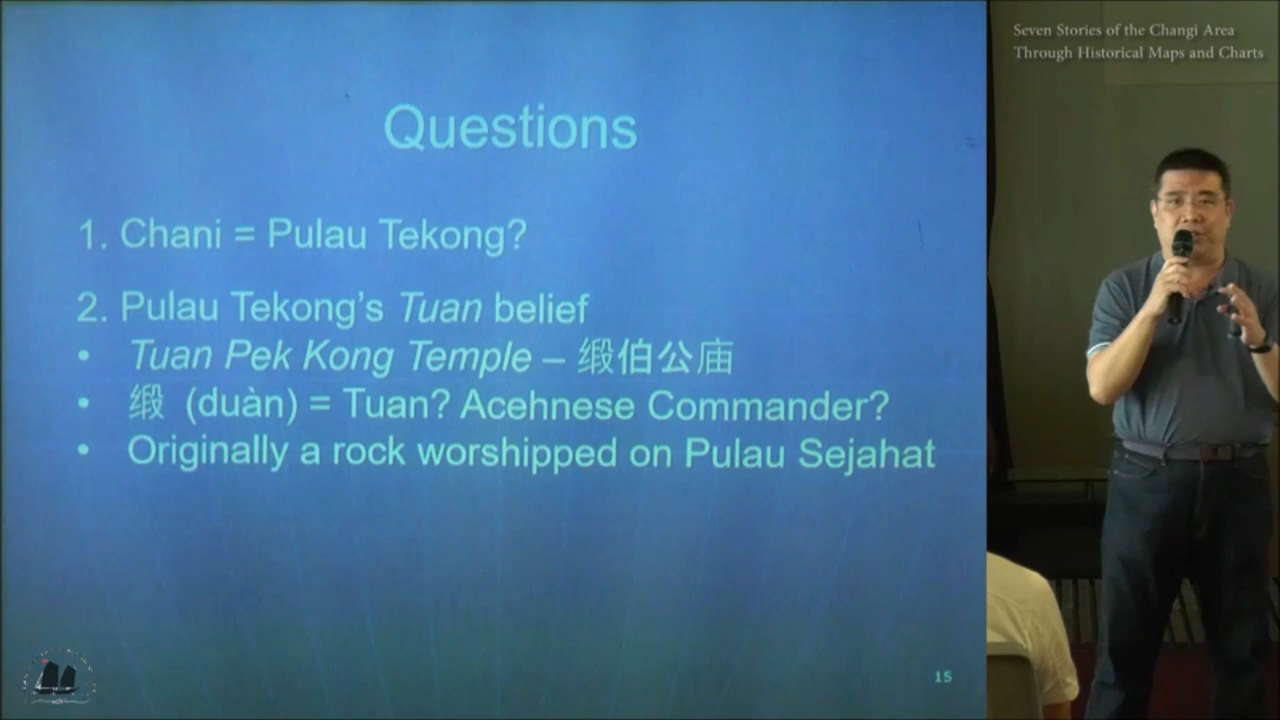 Seven Stories of the Changi Area
Through Historical Maps and Charts
Questions
1. Chani = Pulau Tekong?
2. Pulau Tekong’s Tuan belief
• Tuan Pek Kong Temple – 缎伯公庙
• 缎 (duàn) = Tuan? Acehnese Commander?
• Originally a rock worshipped on Pulau Sejahat
15